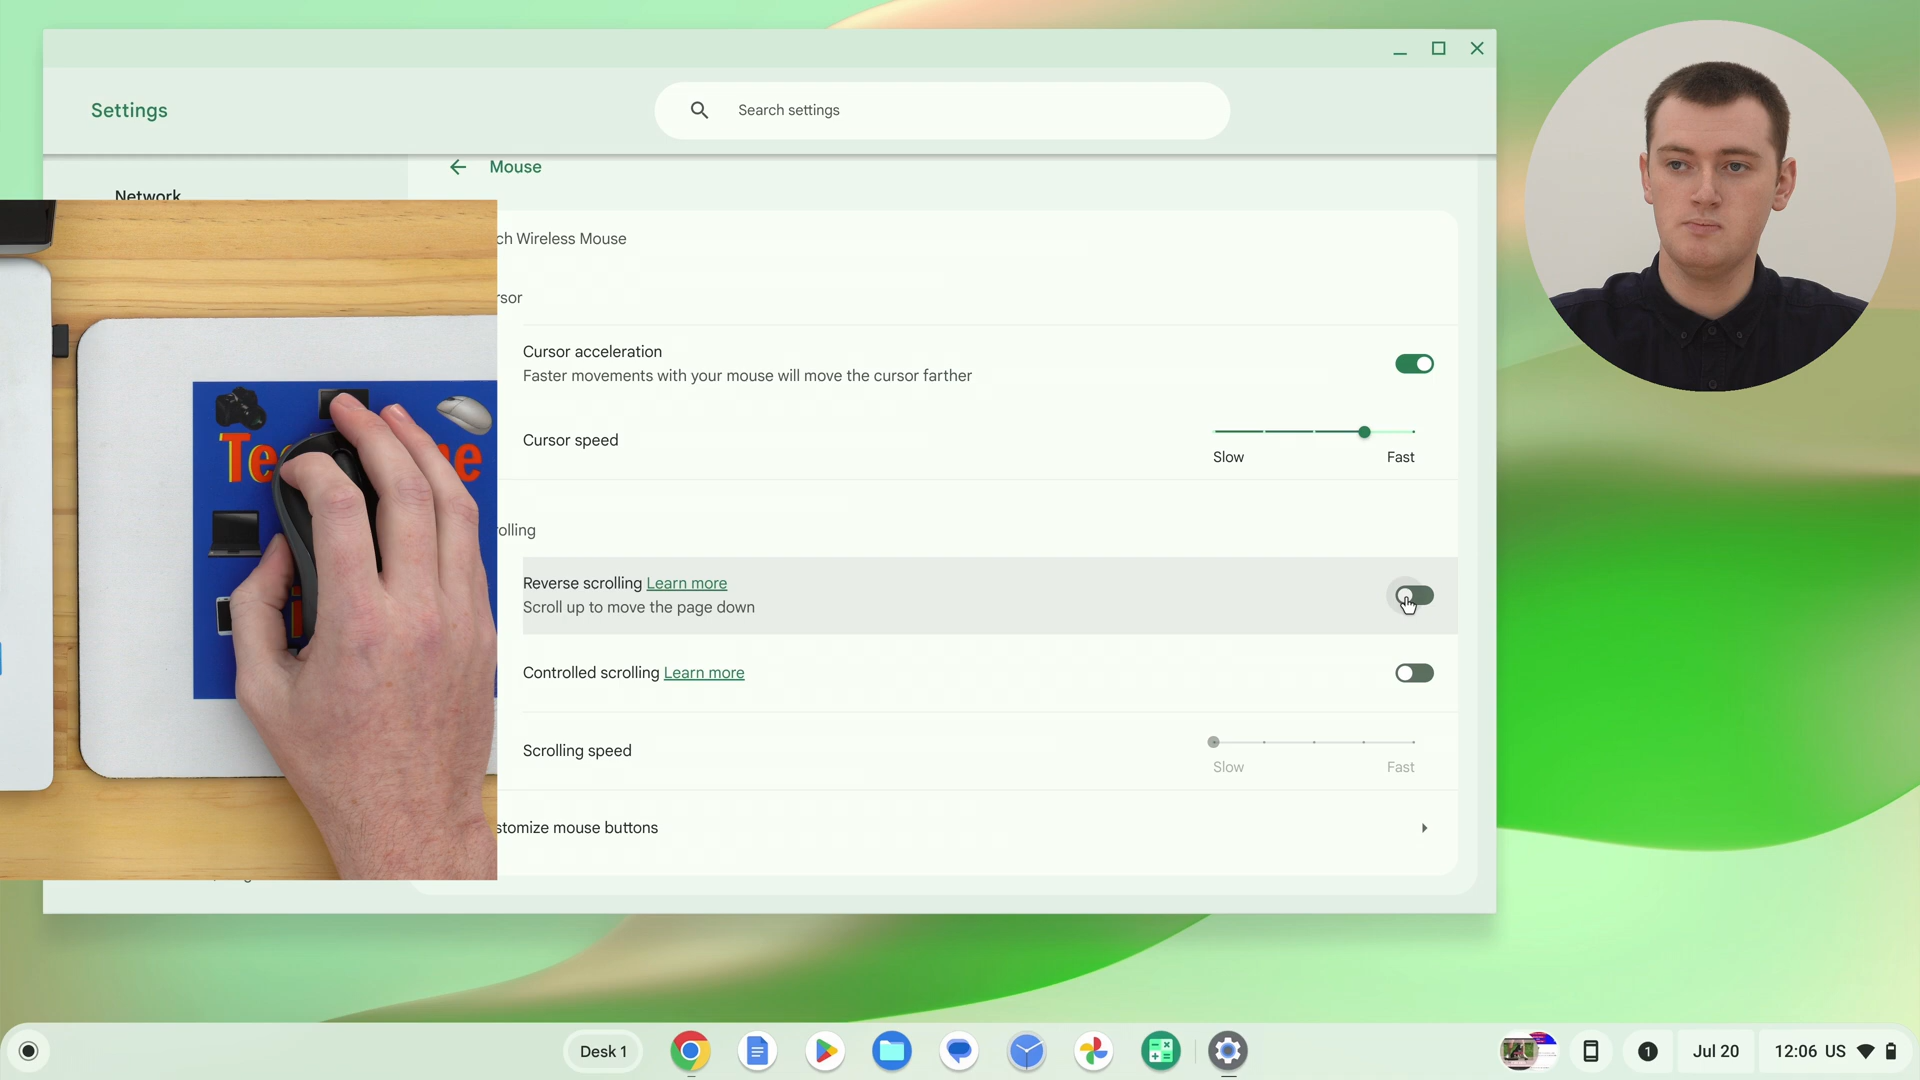 Settings
Search settings
Mouse
Network
ch Wireless Mouse
rsor
Cursor acceleration
Faster movements with your mouse will move the cursor farther
Cursor speed
Slow
Fast
olling
Reverse scrolling Learn more
Scroll up to move the page down
Controlled scrolling Learn more
Scrolling speed
Slow
Fast
stomize mouse buttons
Desk 1
1
Jul 20
12:06 US